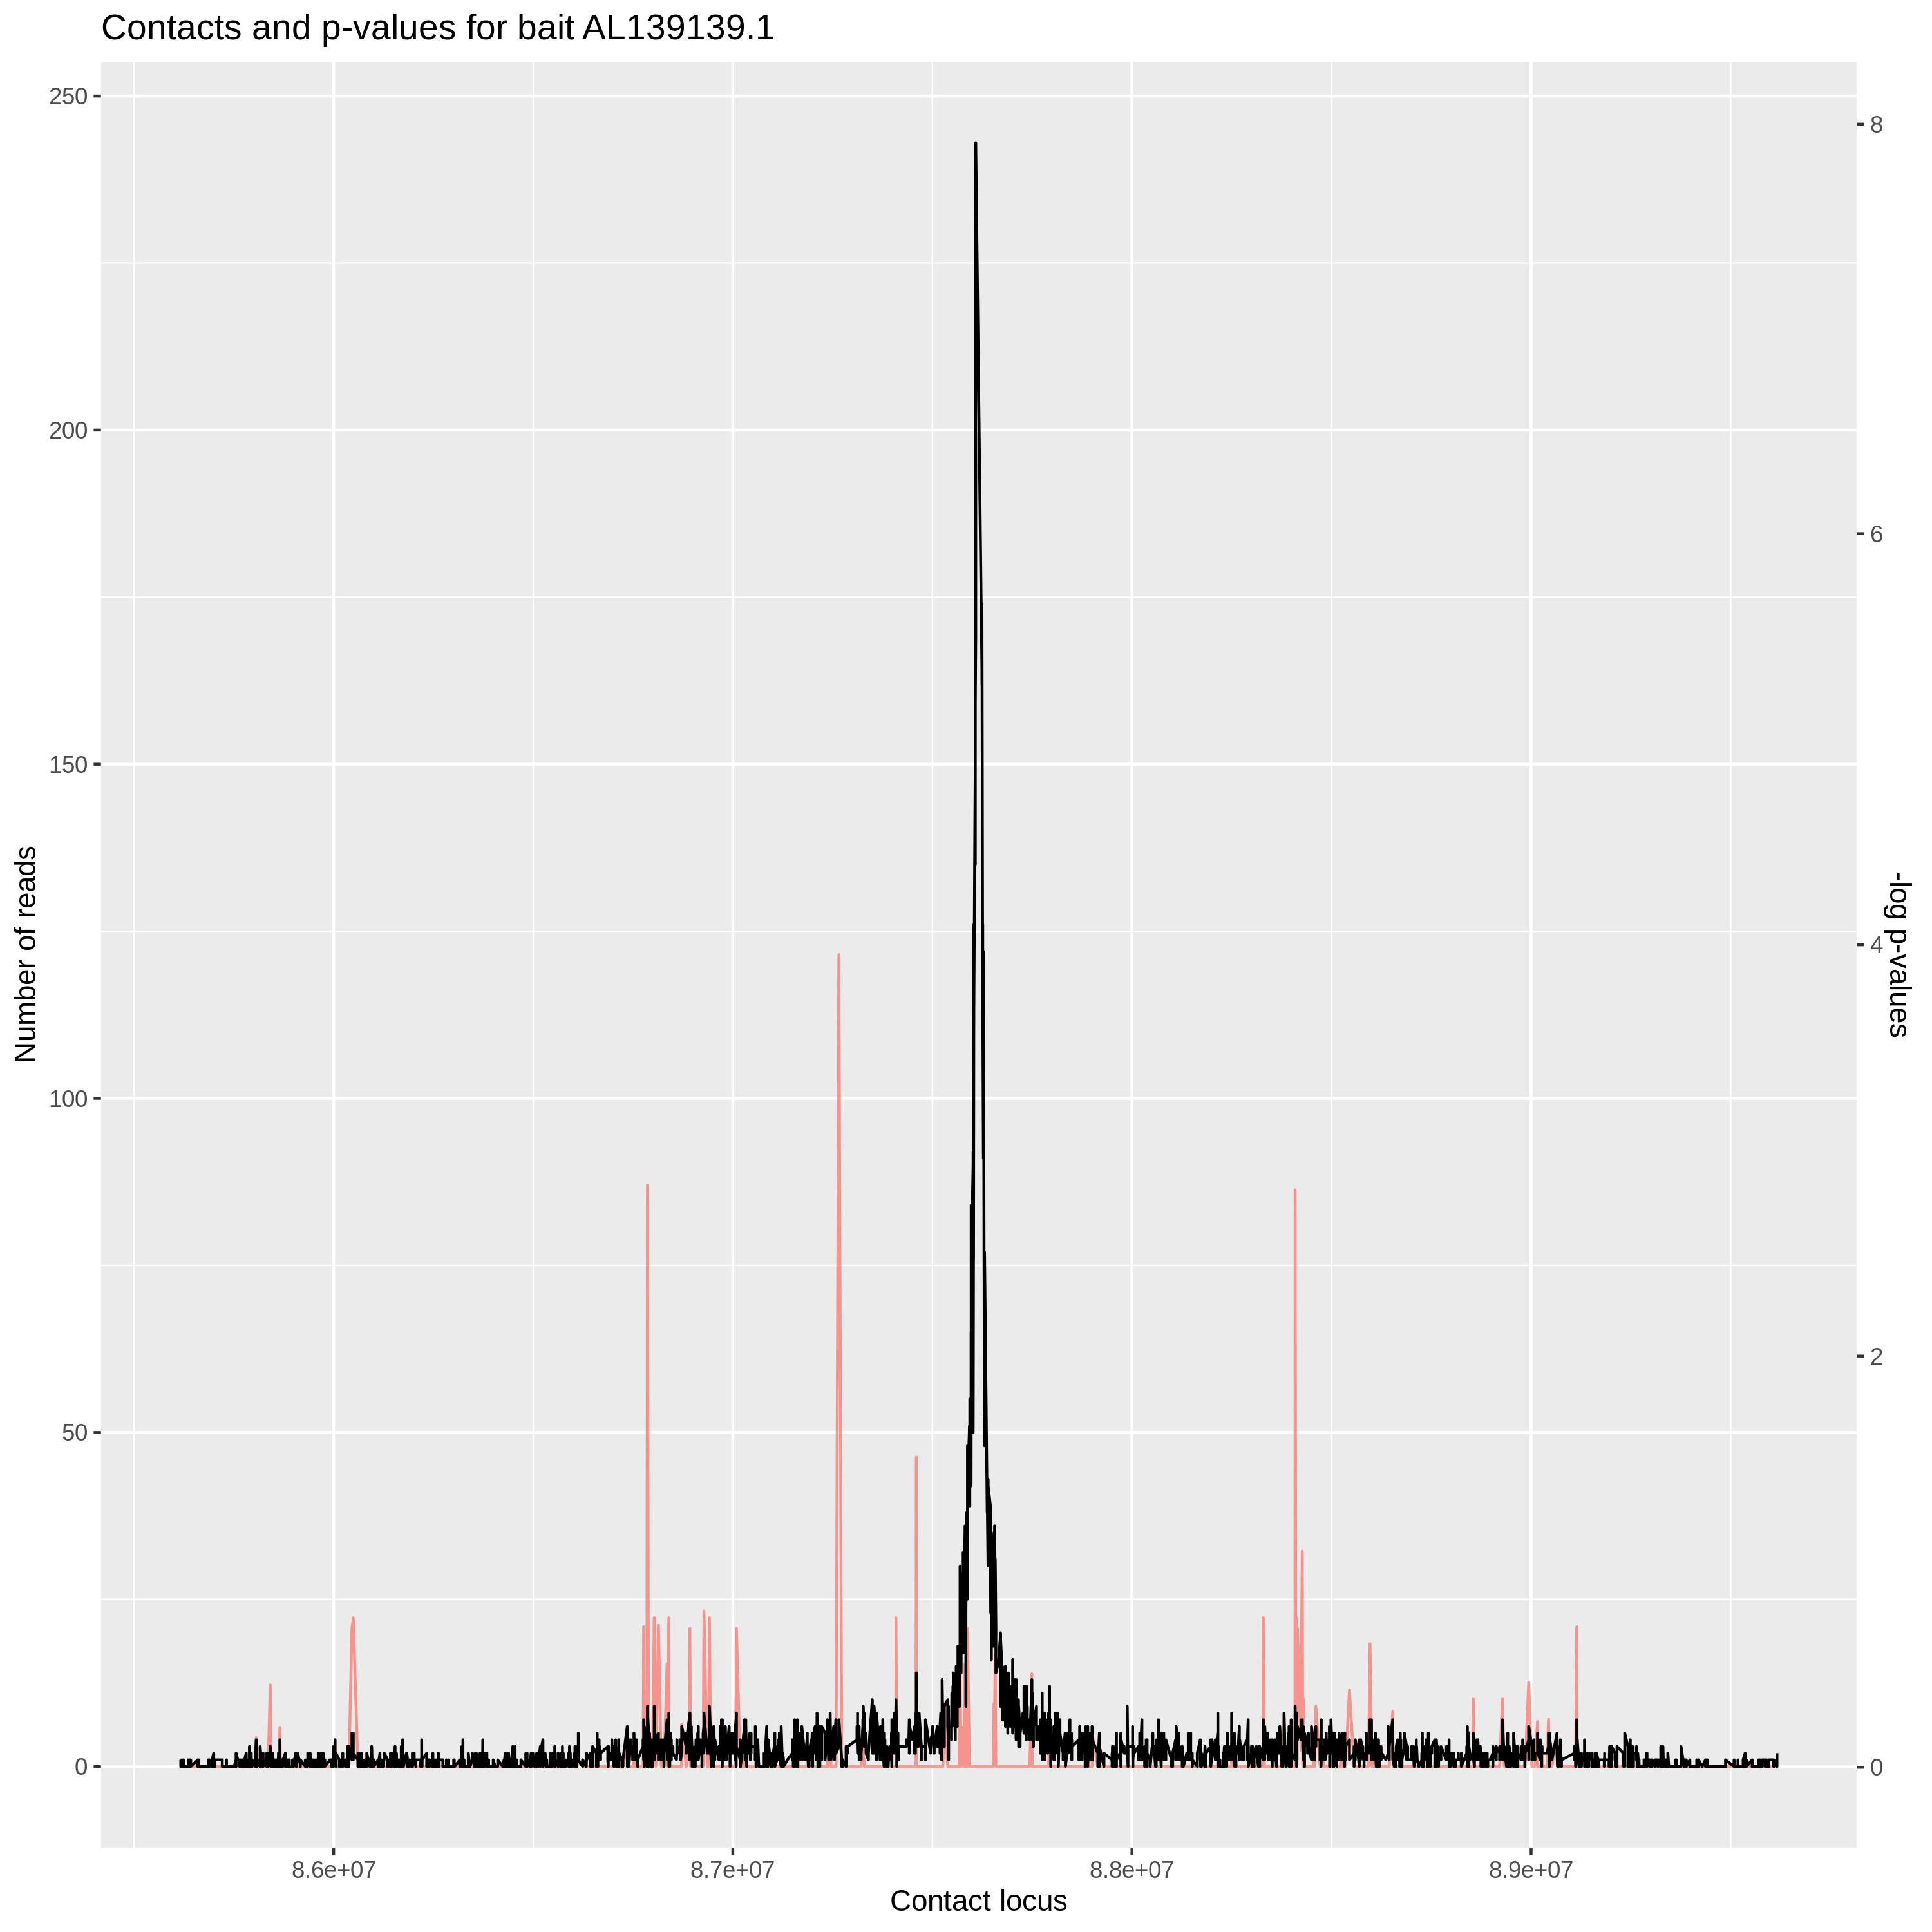 Contacts and p-values for bait AL139139.1
250
200
150
100
50
0
Number of reads
8
6
4
2
0
-log p-values
8.6e+07
8.7e+07
8.8e+07
8.9e+07
Contact locus